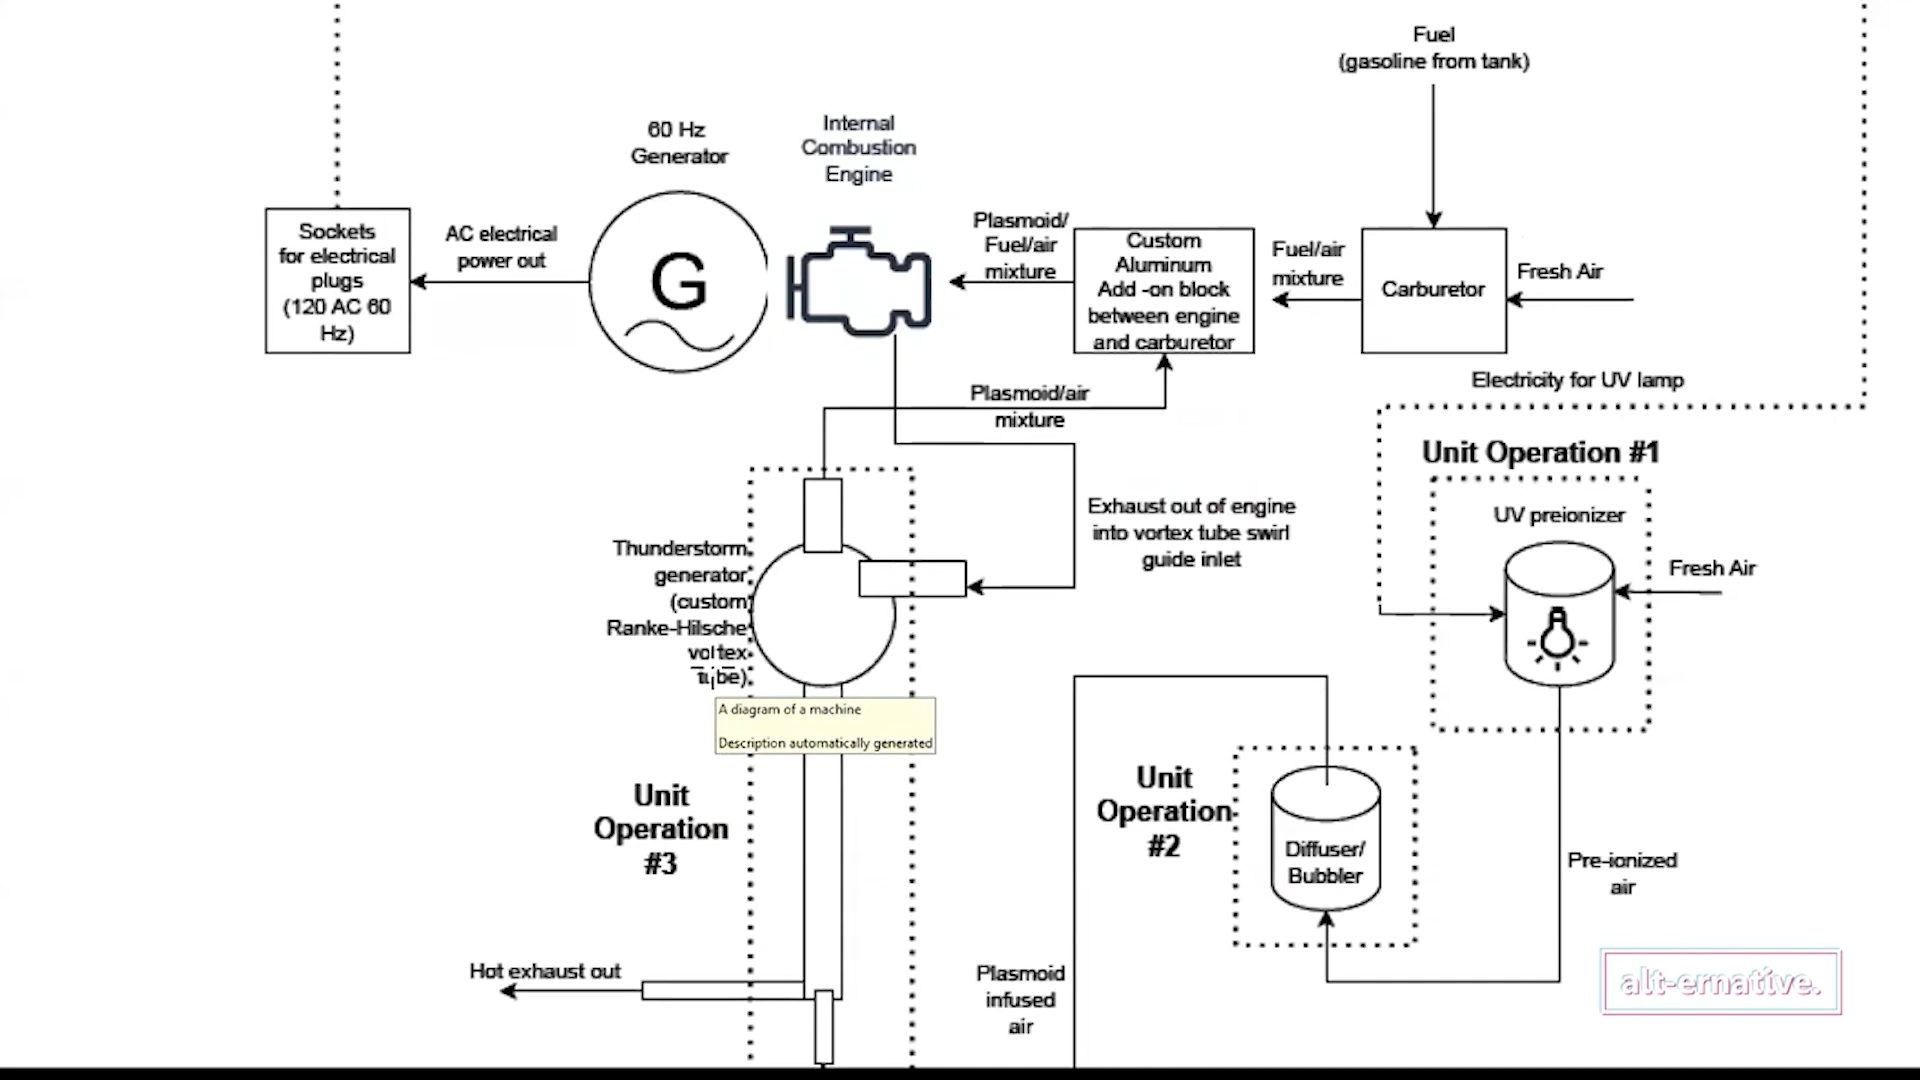 Fuel
(gasoline from tank)
60 Hz
Generator
Internal
Combustion
Engine
Sockets
for electrical
plugs
(120 AC 60
Hz)
AC electrical
power out
G
Plasmoid/
Fuel/air
mixture
Custom
Aluminum
Add -on block
between engine
and carburetor
Fuel/air
mixture
Carburetor
Fresh Air
Electricity for UV lamp
Plasmoid/air
mixture
Unit Operation #1
UV preionizer
Fresh Air
Exhaust out of engine
into vortex tube swirl
guide inlet
Thunderstorm
generator
(custom
Ranke-Hilsche
vortex
tube)
A diagram of a machine
Description automatically generated
Unit
Operation
#3
Unit
Operation
#2
Diffuser/
Bubbler
Pre-ionized
air
Hot exhaust out
Plasmoid
infused
air
alt-ernative.